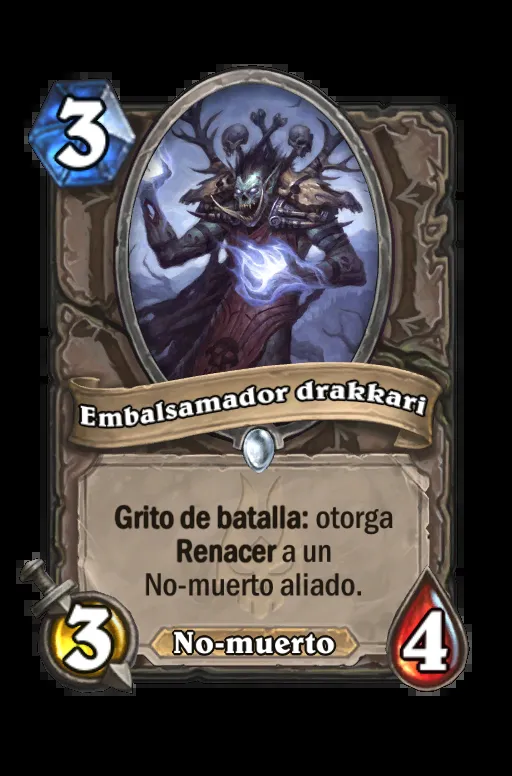 3
Embalsamador drakkari
Grito de batalla: otorga
Renacer a un
No-muerto aliado.
3
No-muerto
4